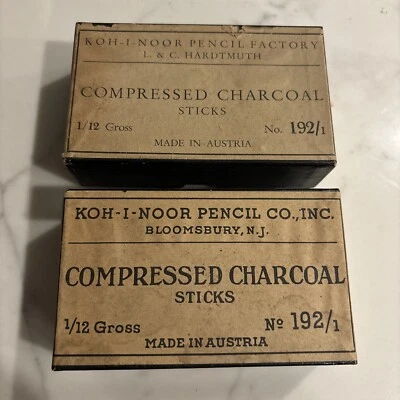 KOH-I-NOOR PENCIL FACTORY
L. & C. HARDTMUTH
COMPRESSED CHARCOAL
STICKS
1/12 Gross No. 192/1
MADE IN AUSTRIA
KOH-I-NOOR PENCIL CO., INC.
BLOOMSBURY, N.J.
COMPRESSED CHARCOAL
STICKS
1/12 Gross Nº 192/1
MADE IN AUSTRIA